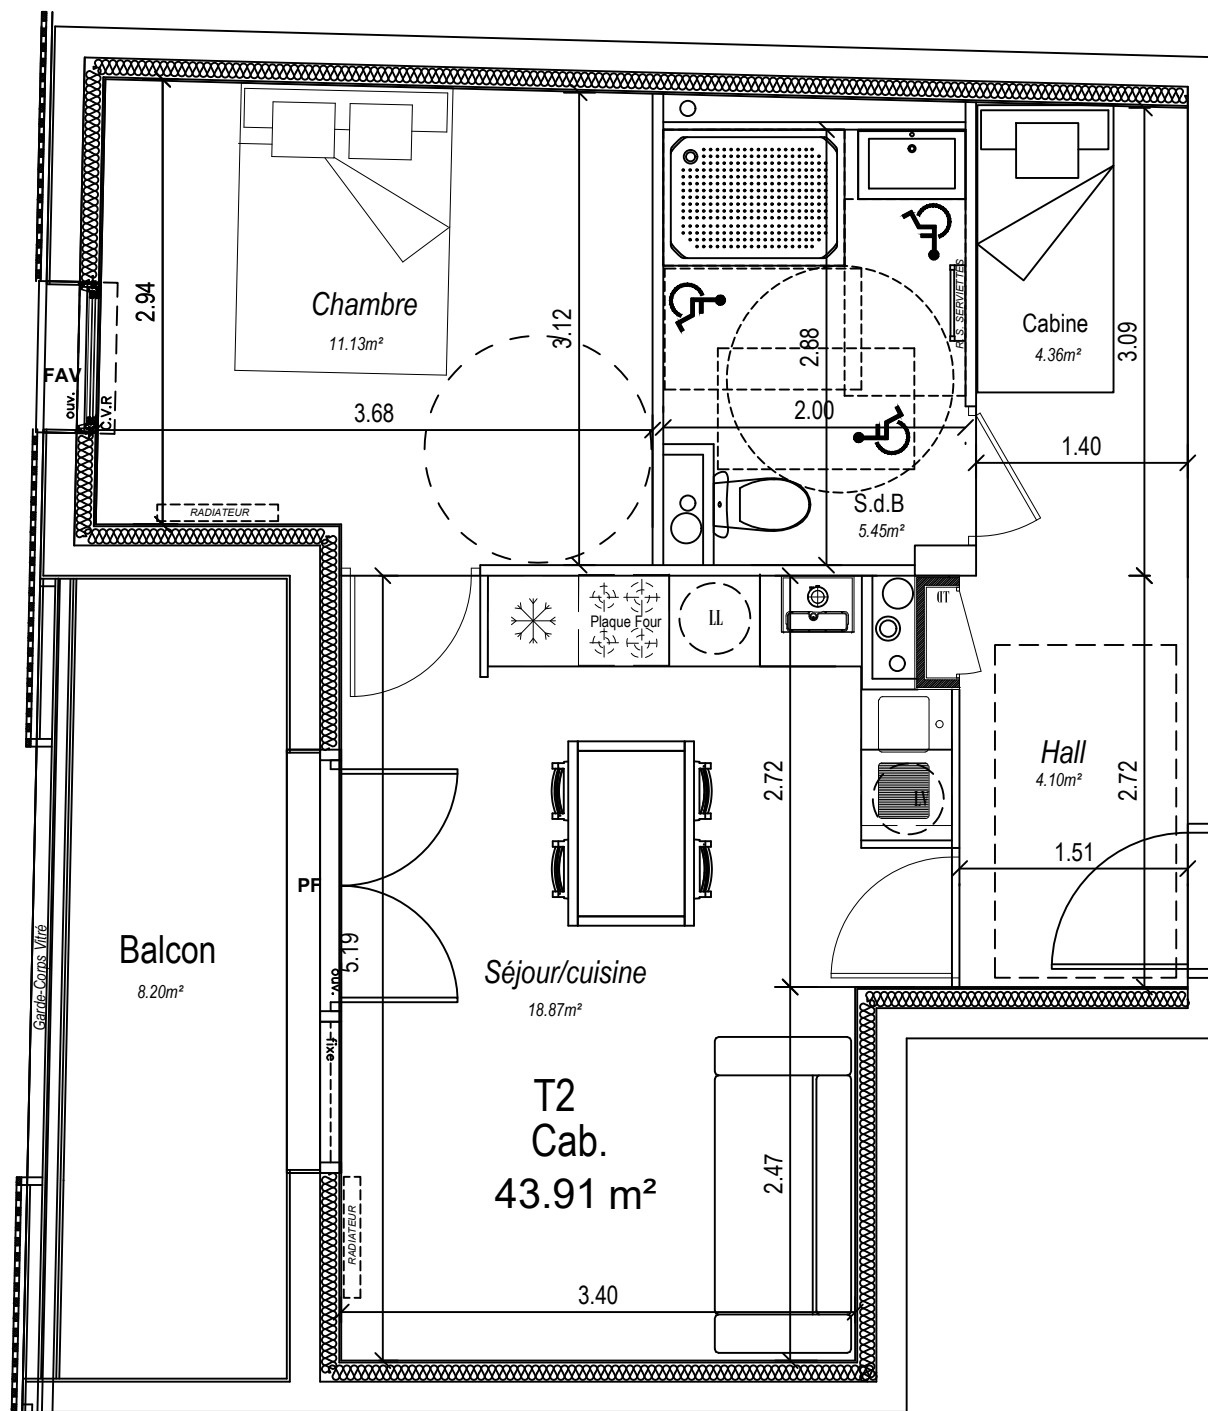 Chambre
11.13m²
2.94
3.12
3.68
FAV
ouv.
C.V.R
RADIATEUR
2.88
2.00
R. S. SERVIETTES
S.d.B
5.45m²
Cabine
4.36m²
3.09
1.40
Plaque Four
LL
TD
LV
Hall
4.10m²
2.72
2.72
1.51
PF
ouv.
fixe
5.19
Balcon
8.20m²
Garde-Corps Vitré
Séjour/cuisine
18.87m²
T2
Cab.
43.91 m²
2.47
RADIATEUR
3.40